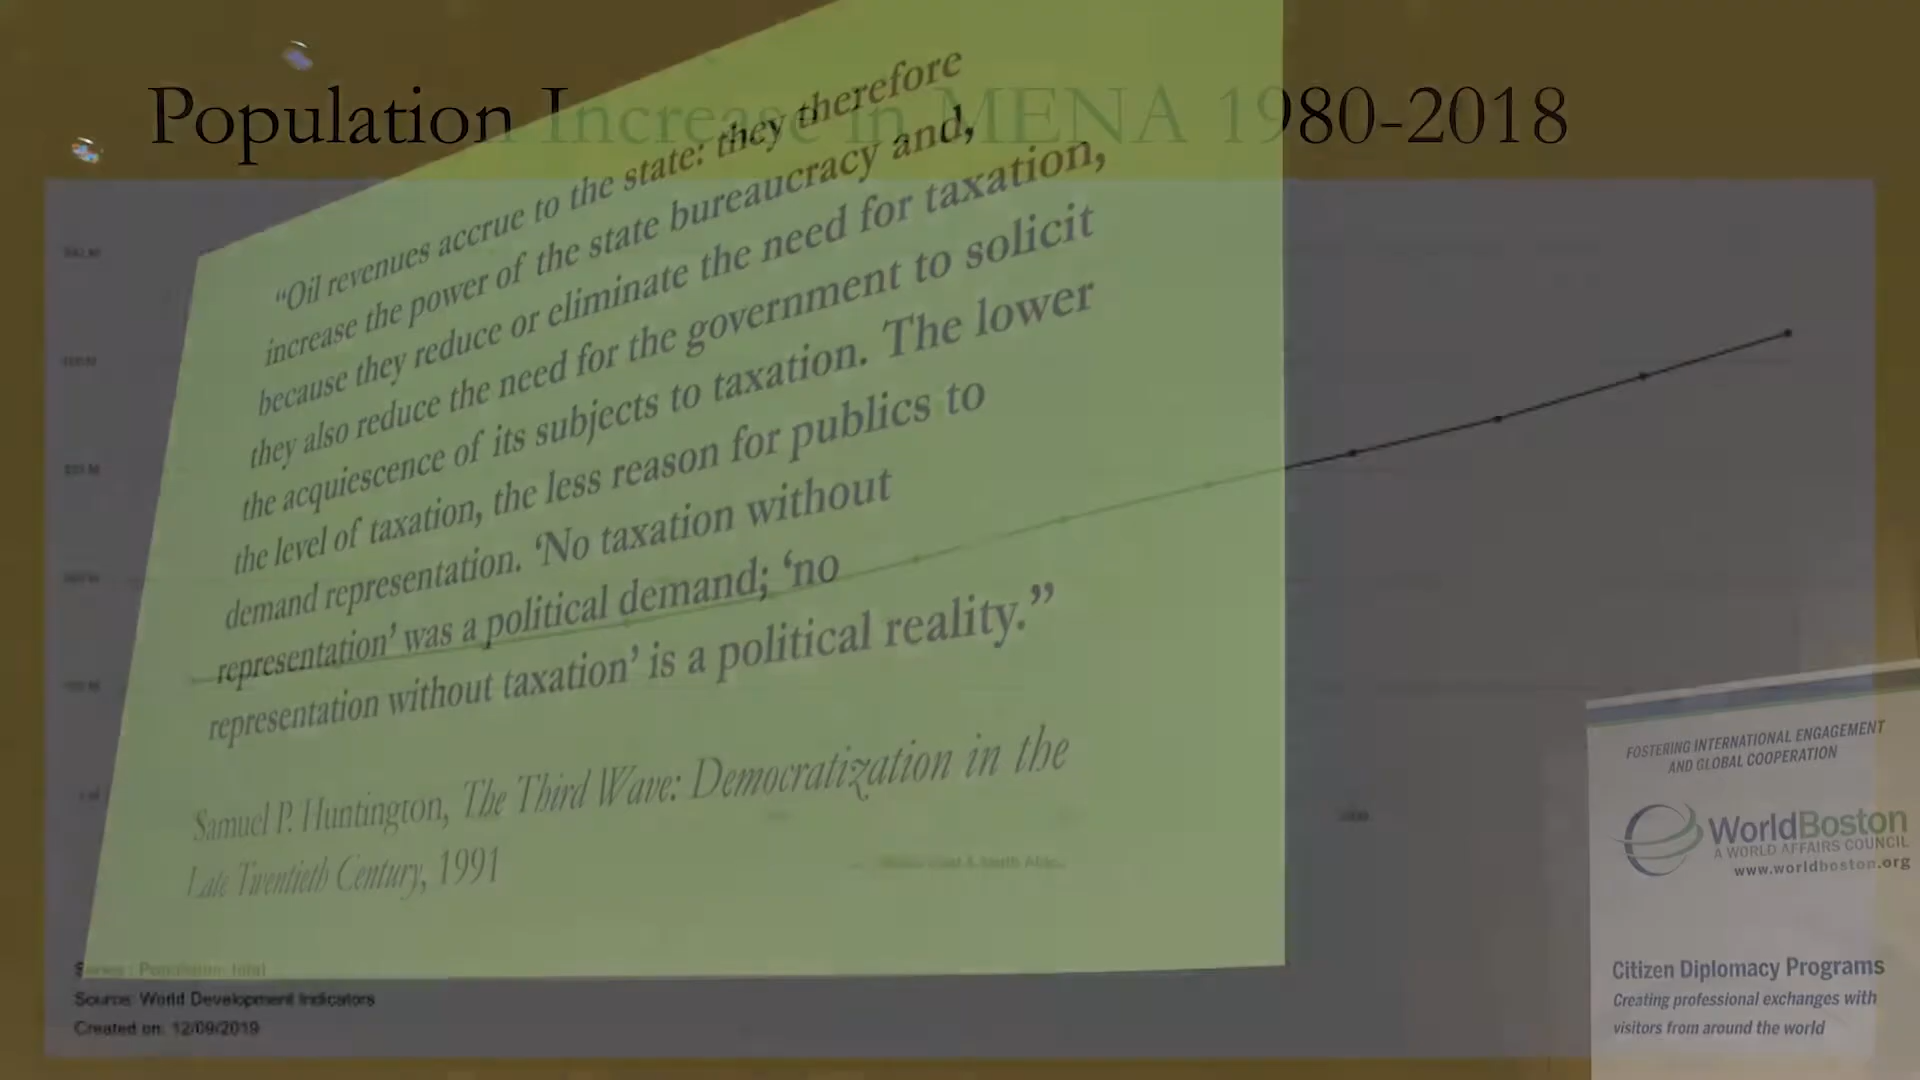 Population Increase in MENA 1980-2018
“Oil revenues accrue to the state: they therefore
increase the power of the state bureaucracy and,
because they reduce or eliminate the need for taxation,
they also reduce the need for the government to solicit
the acquiescence of its subjects to taxation. The lower
the level of taxation, the less reason for publics to
demand representation. ‘No taxation without
representation’ was a political demand; ‘no
representation without taxation’ is a political reality.”
Samuel P. Huntington, The Third Wave: Democratization in the
Late Twentieth Century, 1991
Series : Population, total
Source: World Development Indicators
Created on: 12/09/2019
FOSTERING INTERNATIONAL ENGAGEMENT
AND GLOBAL COOPERATION
WorldBoston
A WORLD AFFAIRS COUNCIL
www.worldboston.org
Citizen Diplomacy Programs
Creating professional exchanges with
visitors from around the world